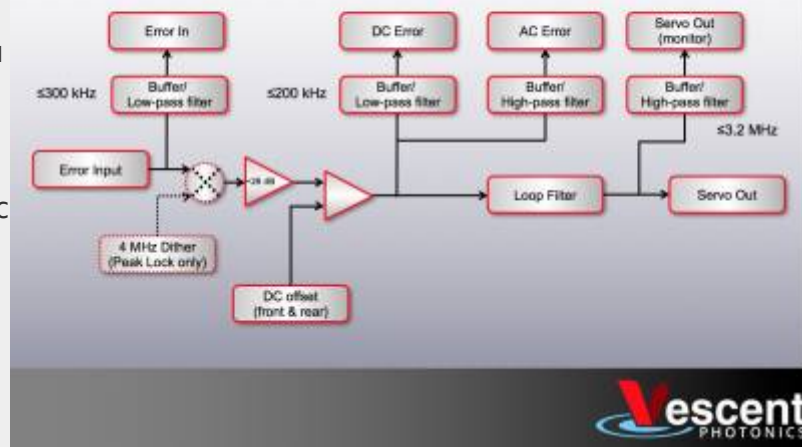 Error In
DC Error
AC Error
Servo Out
(monitor)
≤300 kHz
Buffer/
Low-pass filter
≤200 kHz
Buffer/
Low-pass filter
Buffer/
High-pass filter
Buffer/
High-pass filter
≤3.2 MHz
Error Input
Loop Filter
Servo Out
4 MHz Dither
(Peak Lock only)
DC offset
(front & rear)
Vescent
PHOTONICS